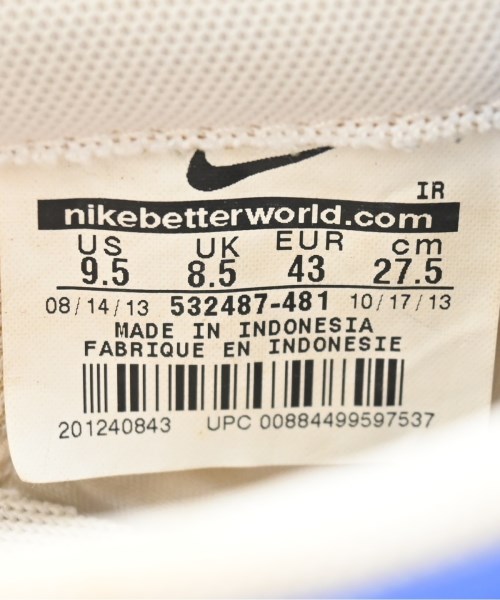 IR
nikebetterworld.com
US UK EUR cm
9.5 8.5 43 27.5
08/14/13 532487-481 10/17/13
MADE IN INDONESIA
FABRIQUE EN INDONESIE
201240843 UPC 00884499597537